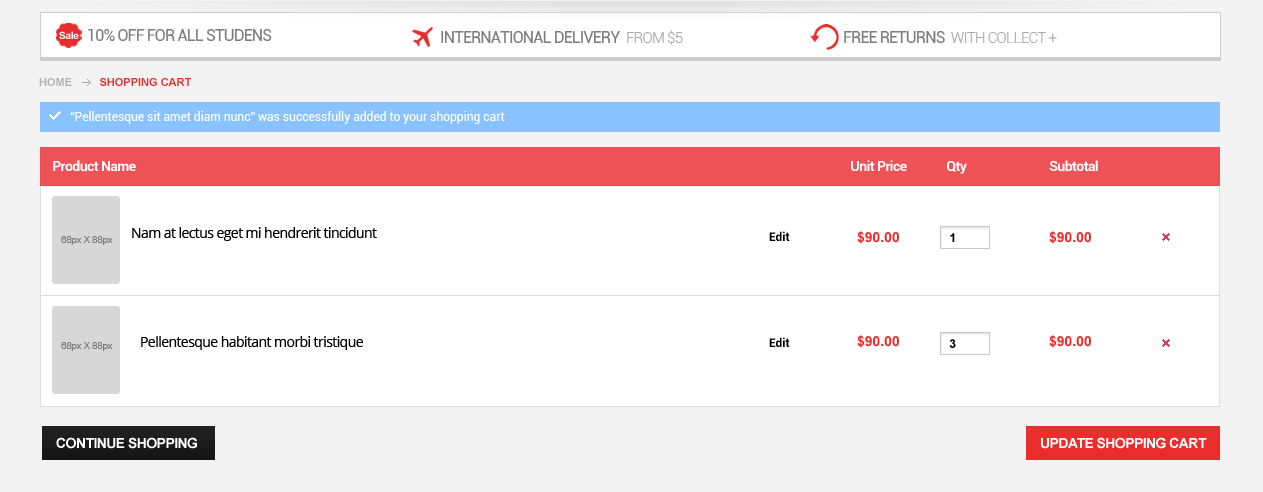 Sale 10% OFF FOR ALL STUDENS INTERNATIONAL DELIVERY FROM $5 FREE RETURNS WITH COLLECT +
HOME → SHOPPING CART
"Pellentesque sit amet diam nunc" was successfully added to your shopping cart
Product Name Unit Price Qty Subtotal
68px X 88px Nam at lectus eget mi hendrerit tincidunt Edit $90.00 1 $90.00 ×
68px X 88px Pellentesque habitant morbi tristique Edit $90.00 3 $90.00 ×
CONTINUE SHOPPING UPDATE SHOPPING CART